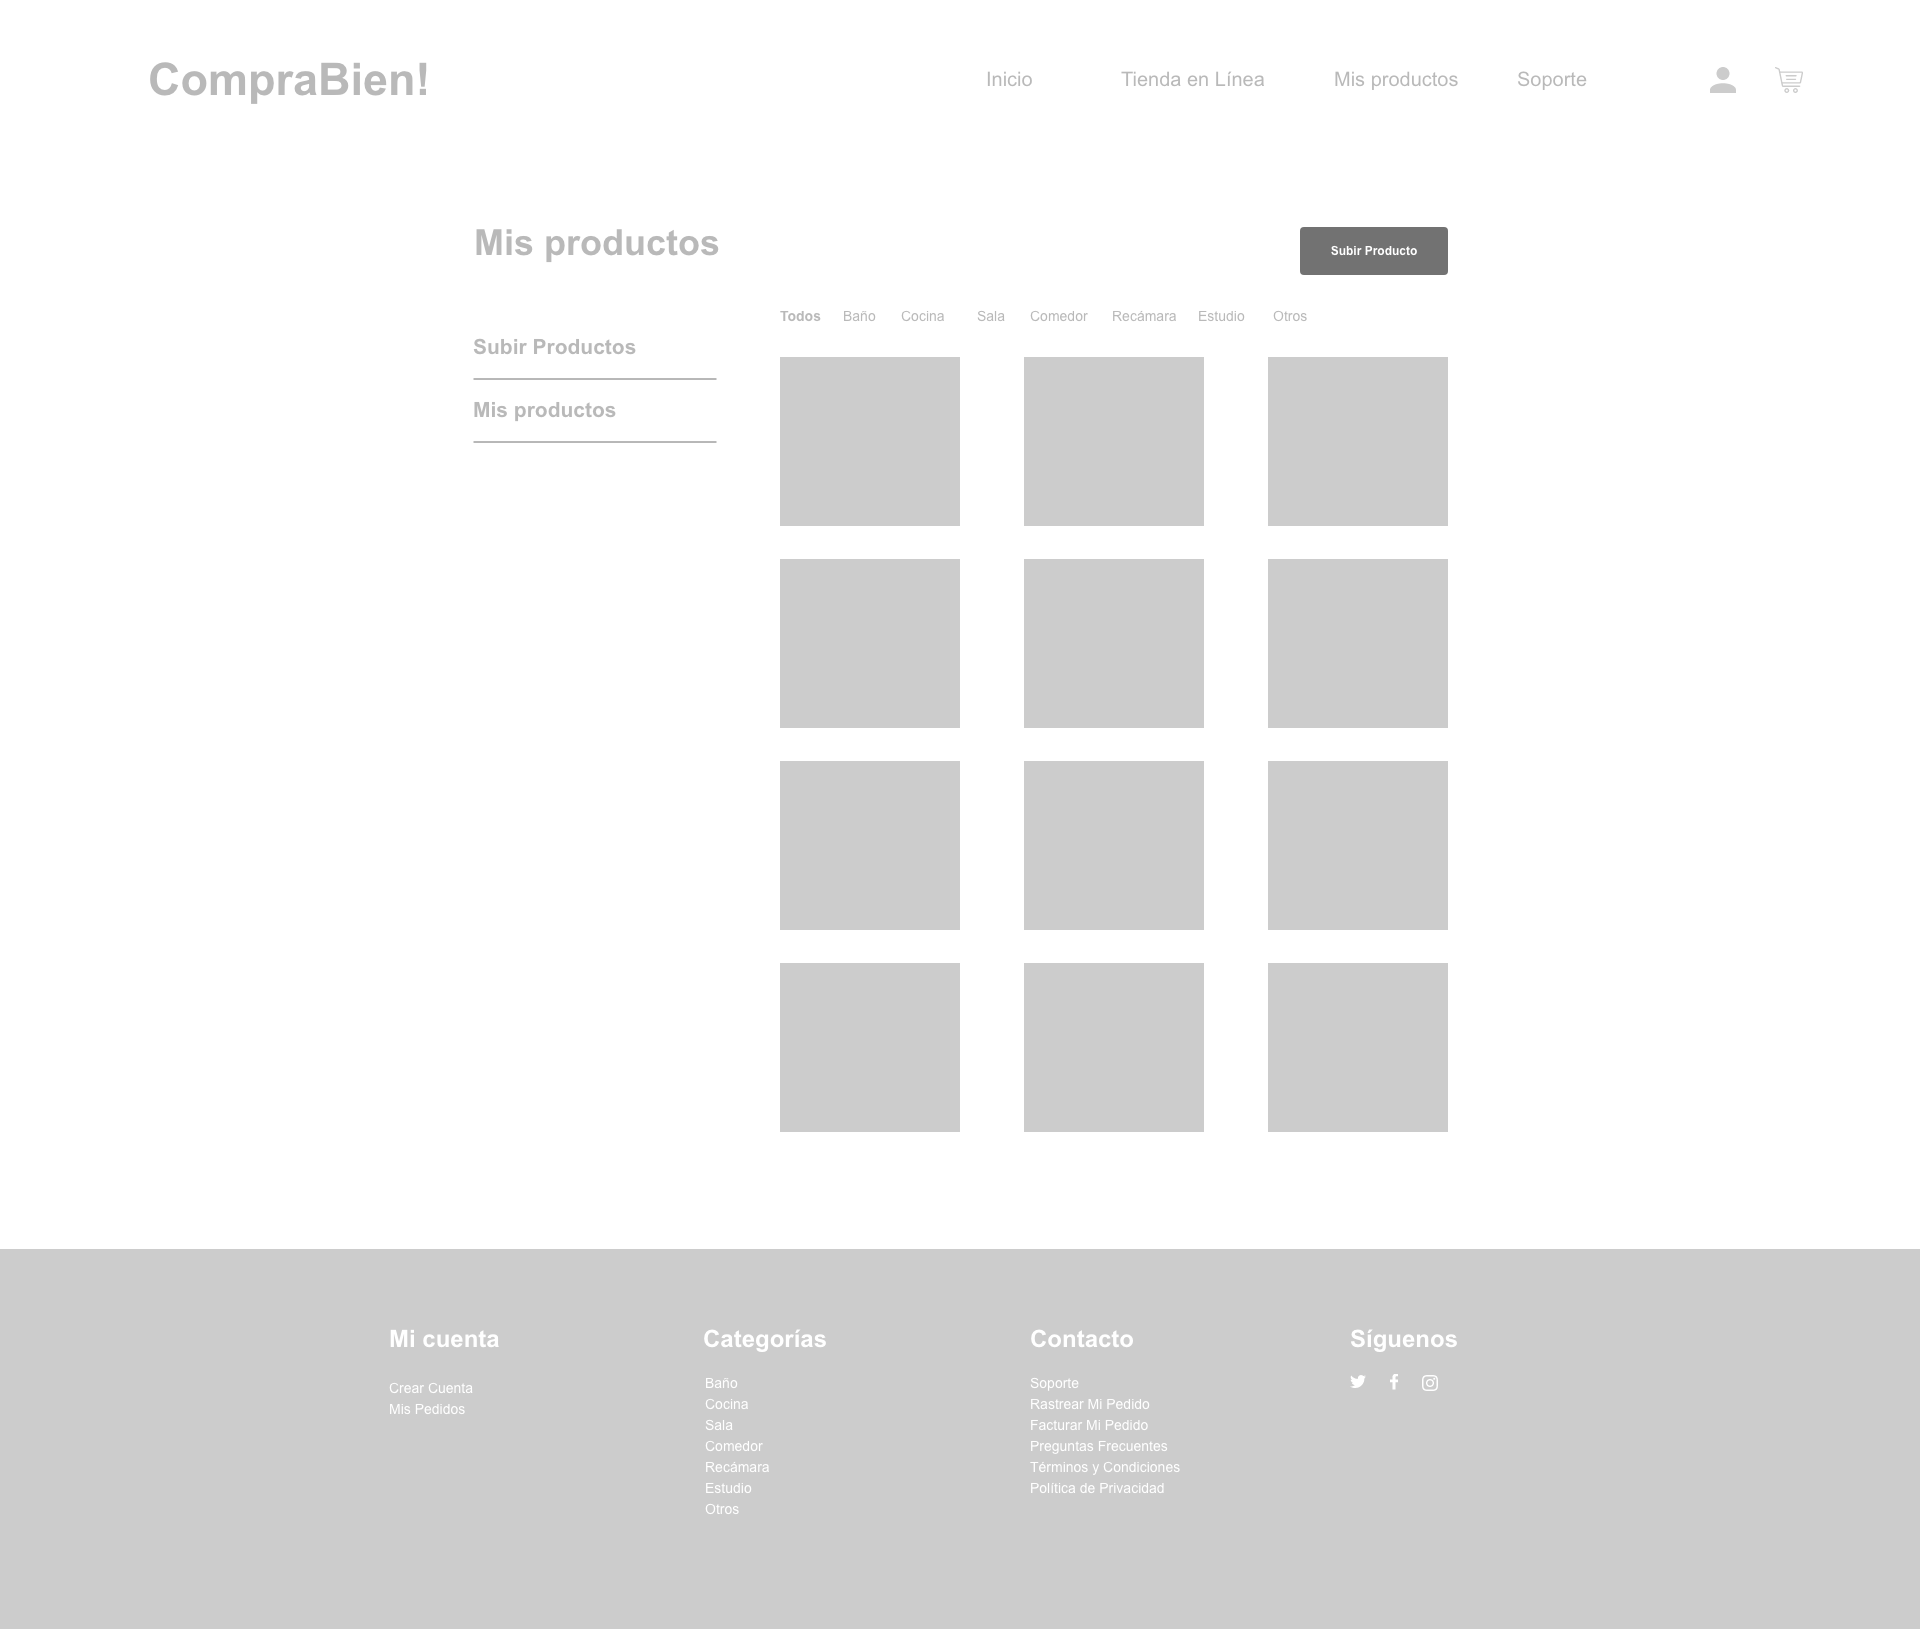 CompraBien!
Inicio Tienda en Línea Mis productos Soporte
Mis productos
Subir Producto
Todos Baño Cocina Sala Comedor Recámara Estudio Otros
Subir Productos
Mis productos
Mi cuenta
Crear Cuenta
Mis Pedidos
Categorías
Baño
Cocina
Sala
Comedor
Recámara
Estudio
Otros
Contacto
Soporte
Rastrear Mi Pedido
Facturar Mi Pedido
Preguntas Frecuentes
Términos y Condiciones
Política de Privacidad
Síguenos